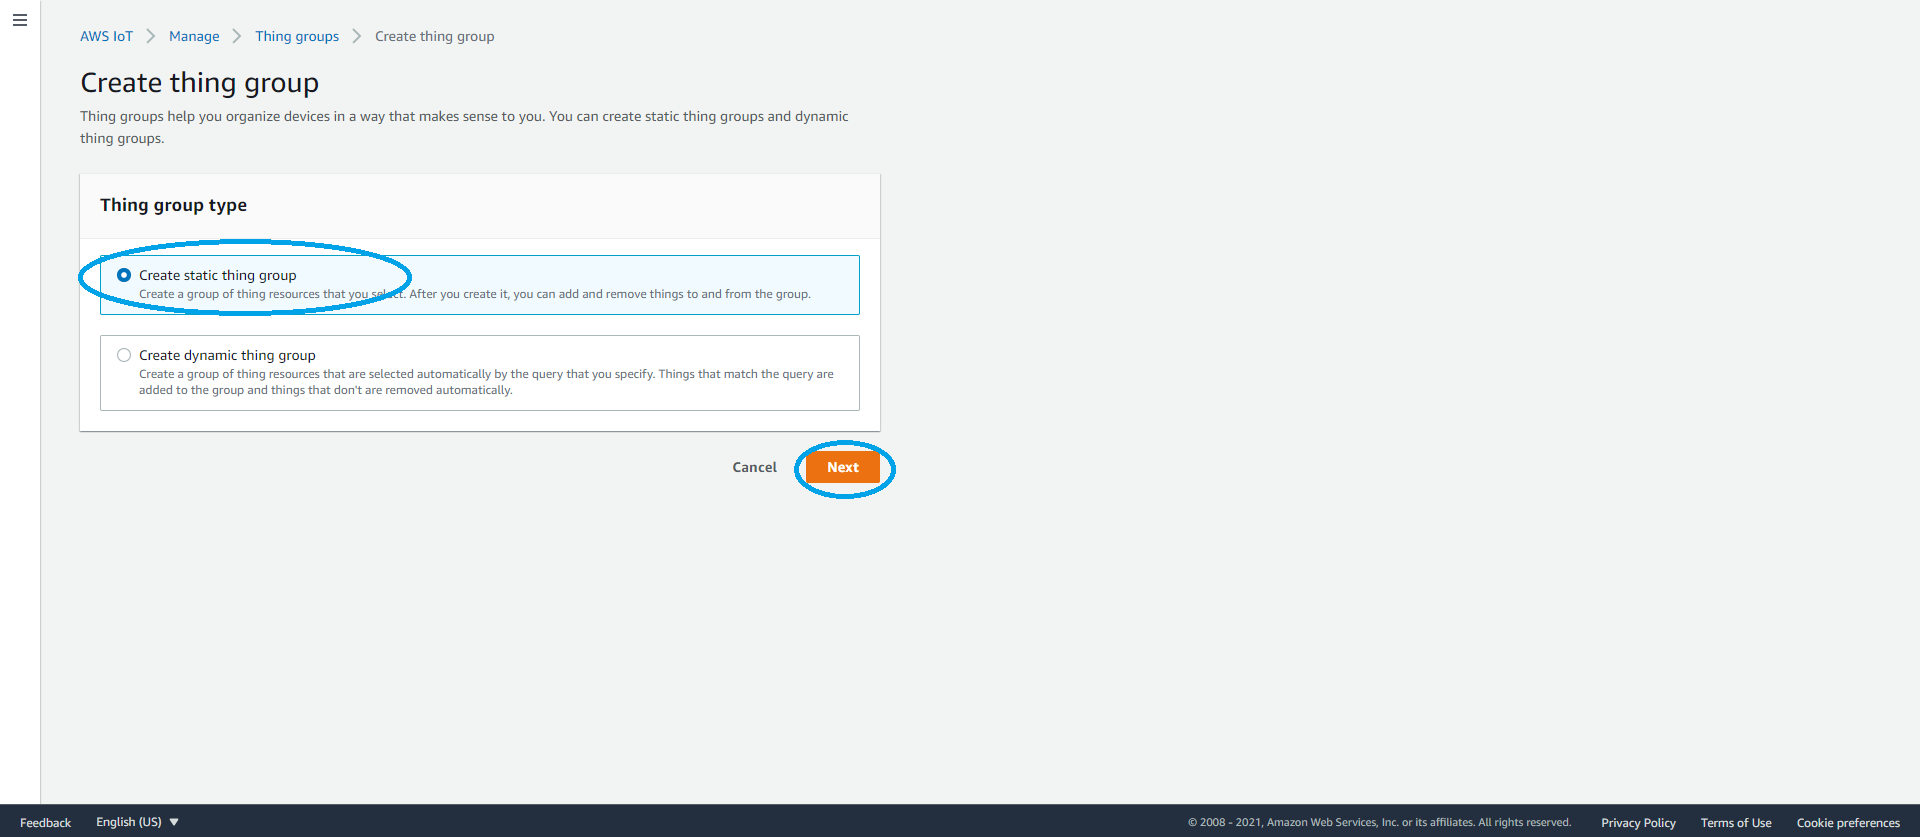 AWS IoT > Manage > Thing groups > Create thing group
Create thing group
Thing groups help you organize devices in a way that makes sense to you. You can create static thing groups and dynamic
thing groups.
Thing group type
Create static thing group
Create a group of thing resources that you select. After you create it, you can add and remove things to and from the group.
Create dynamic thing group
Create a group of thing resources that are selected automatically by the query that you specify. Things that match the query are
added to the group and things that don't are removed automatically.
Cancel Next
Feedback English (US) © 2008 - 2021, Amazon Web Services, Inc. or its affiliates. All rights reserved. Privacy Policy Terms of Use Cookie preferences